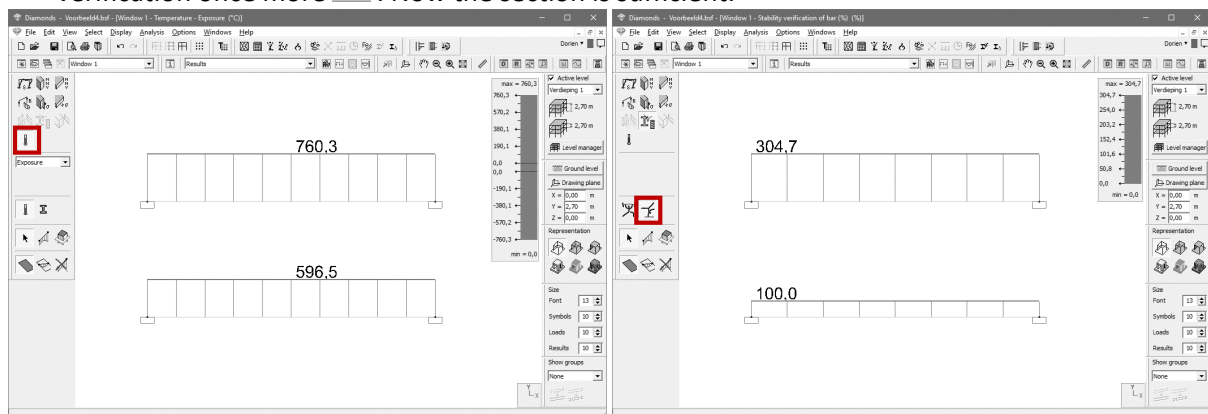 verification once more . Now the section is sufficient.
Diamonds - Voorbeeld4.bsf - [Window 1 - Temperature - Exposure (°C)]
File Edit View Select Display Analysis Options Windows Help
Dorien
Window 1
Results
Exposure
760,3
596,5
max = 760,3
760,3
570,2
380,1
190,1
0,0
0,0
-190,1
-380,1
-570,2
-760,3
min = 0,0
Active level
Verdieping 1
2,70 m
2,70 m
Level manager
Ground level
Drawing plane
X = 0,00 m
Y = 2,70 m
Z = 0,00 m
Representation
Size
Font 13
Symbols 10
Loads 10
Results 10
Show groups
None
Y
X
Diamonds - Voorbeeld4.bsf - [Window 1 - Stability verification of bar (%) (%)]
File Edit View Select Display Analysis Options Windows Help
Dorien
Window 1
Results
304,7
100,0
max = 304,7
304,7
254,0
203,2
152,4
101,6
50,8
0,0
min = 0,0
Active level
Verdieping 1
2,70 m
2,70 m
Level manager
Ground level
Drawing plane
X = 0,00 m
Y = 2,70 m
Z = 0,00 m
Representation
Size
Font 13
Symbols 10
Loads 10
Results 10
Show groups
None
Y
X